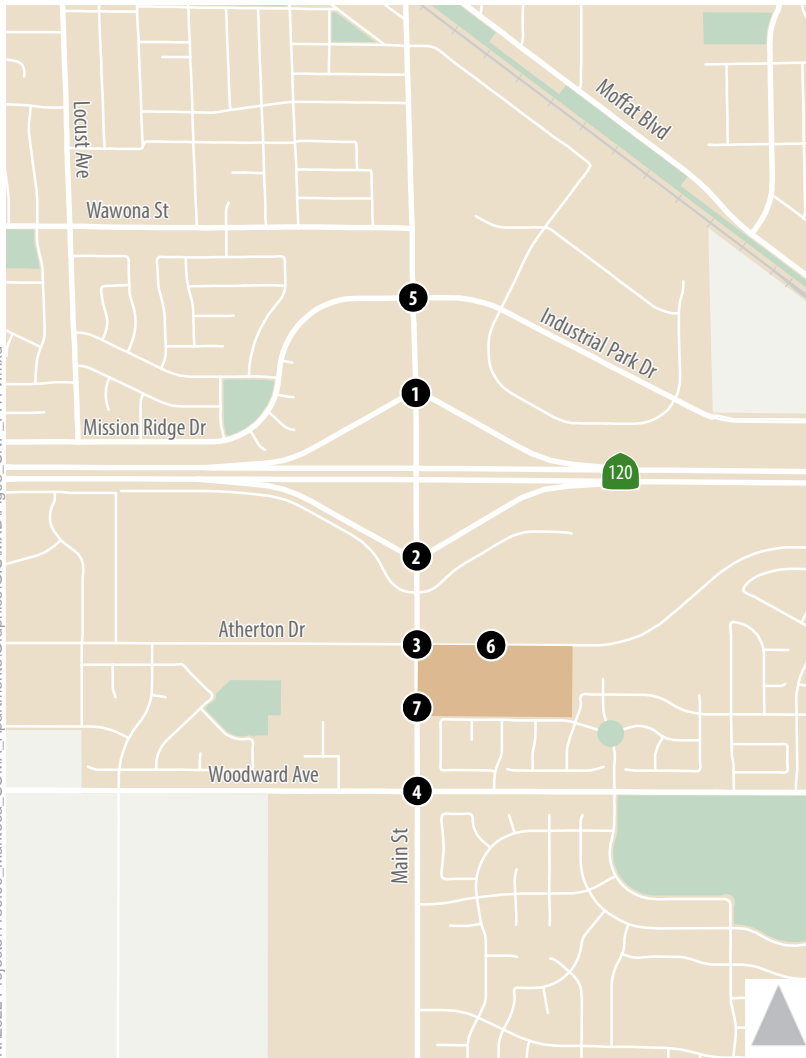 Moffat Blvd
Locust Ave
Wawona St
5
Industrial Park Dr
1
Mission Ridge Dr
120
2
Atherton Dr
3
6
7
Woodward Ave
4
Main St